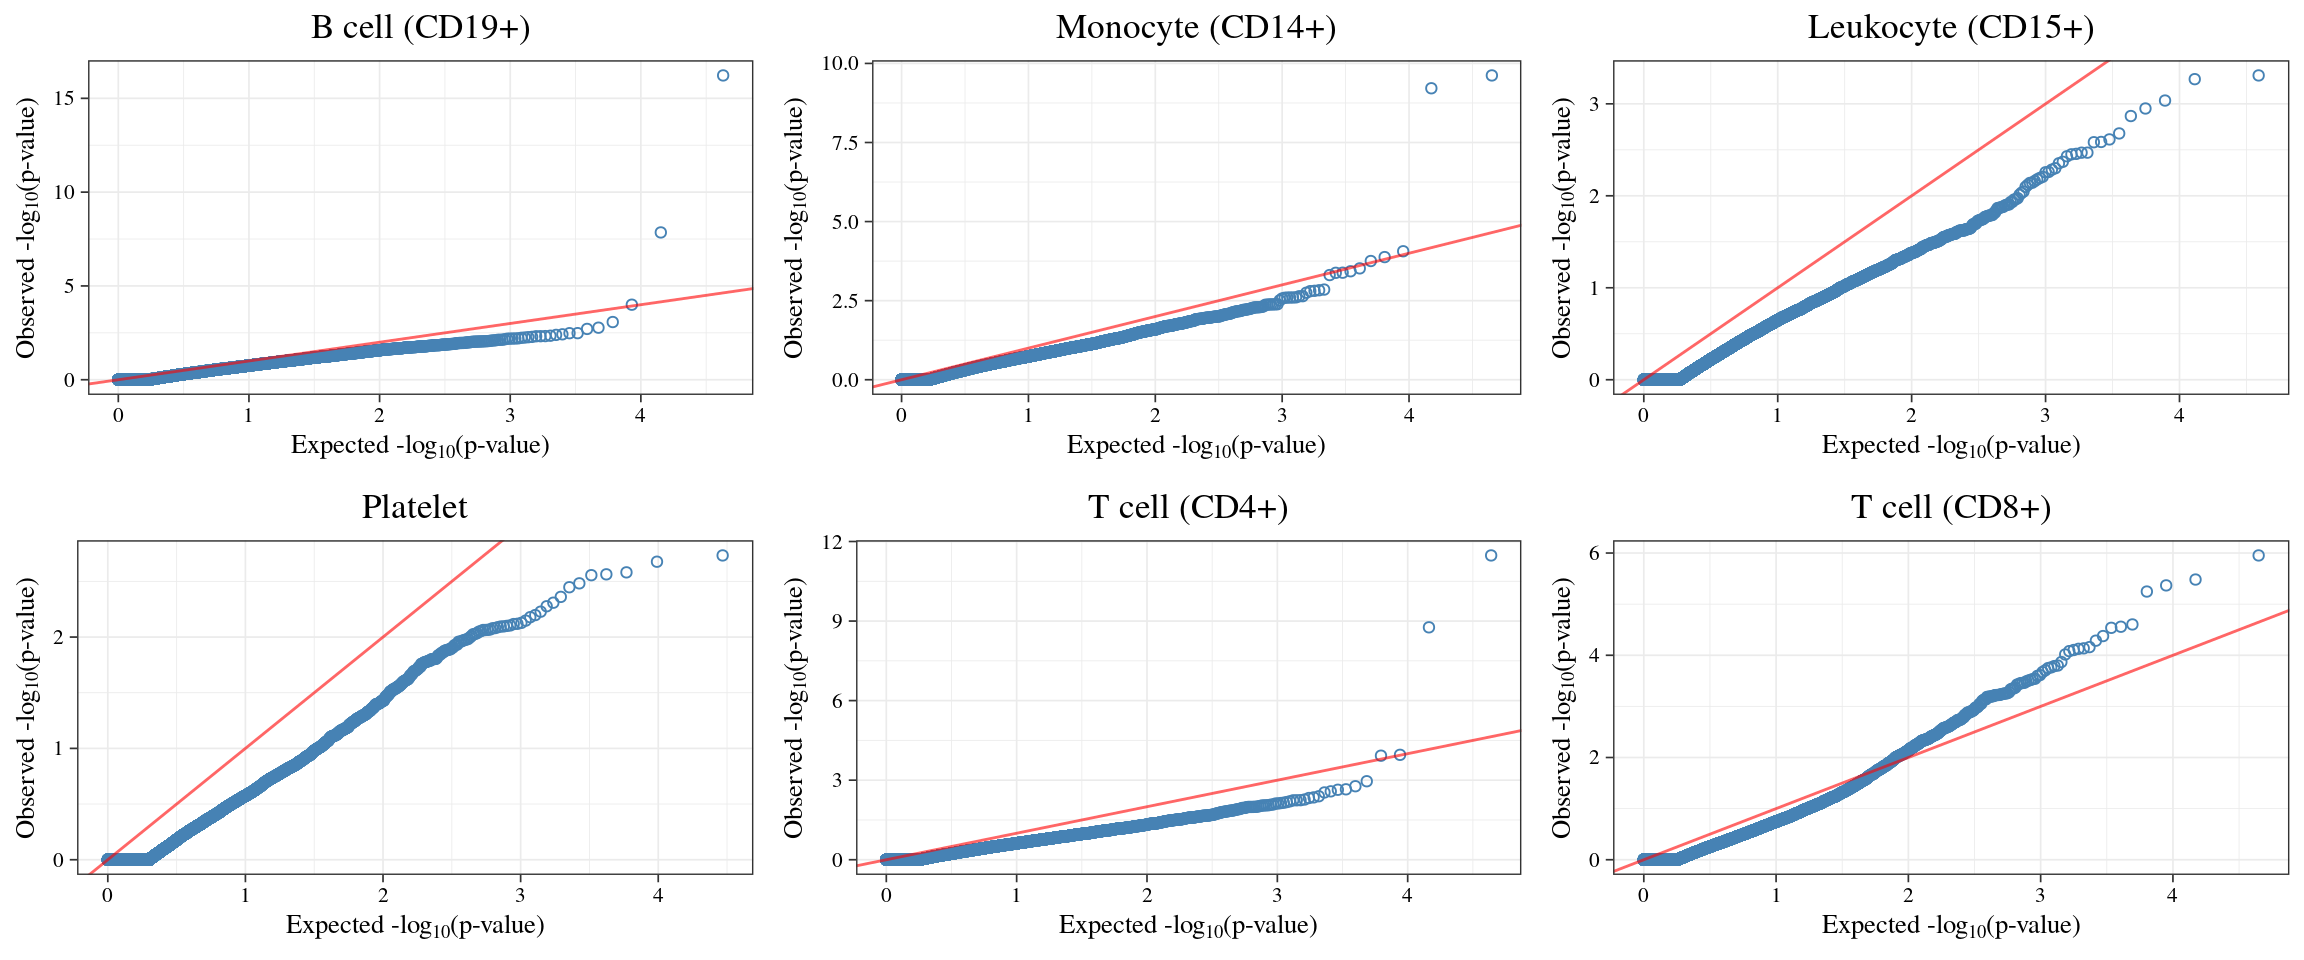 B cell (CD19+)
Observed -log10(p-value)
15
10
5
0
0 1 2 3 4
Expected -log10(p-value)
Monocyte (CD14+)
Observed -log10(p-value)
10.0
7.5
5.0
2.5
0.0
0 1 2 3 4
Expected -log10(p-value)
Leukocyte (CD15+)
Observed -log10(p-value)
3
2
1
0
0 1 2 3 4
Expected -log10(p-value)
Platelet
Observed -log10(p-value)
2
1
0
0 1 2 3 4
Expected -log10(p-value)
T cell (CD4+)
Observed -log10(p-value)
12
9
6
3
0
0 1 2 3 4
Expected -log10(p-value)
T cell (CD8+)
Observed -log10(p-value)
6
4
2
0
0 1 2 3 4
Expected -log10(p-value)